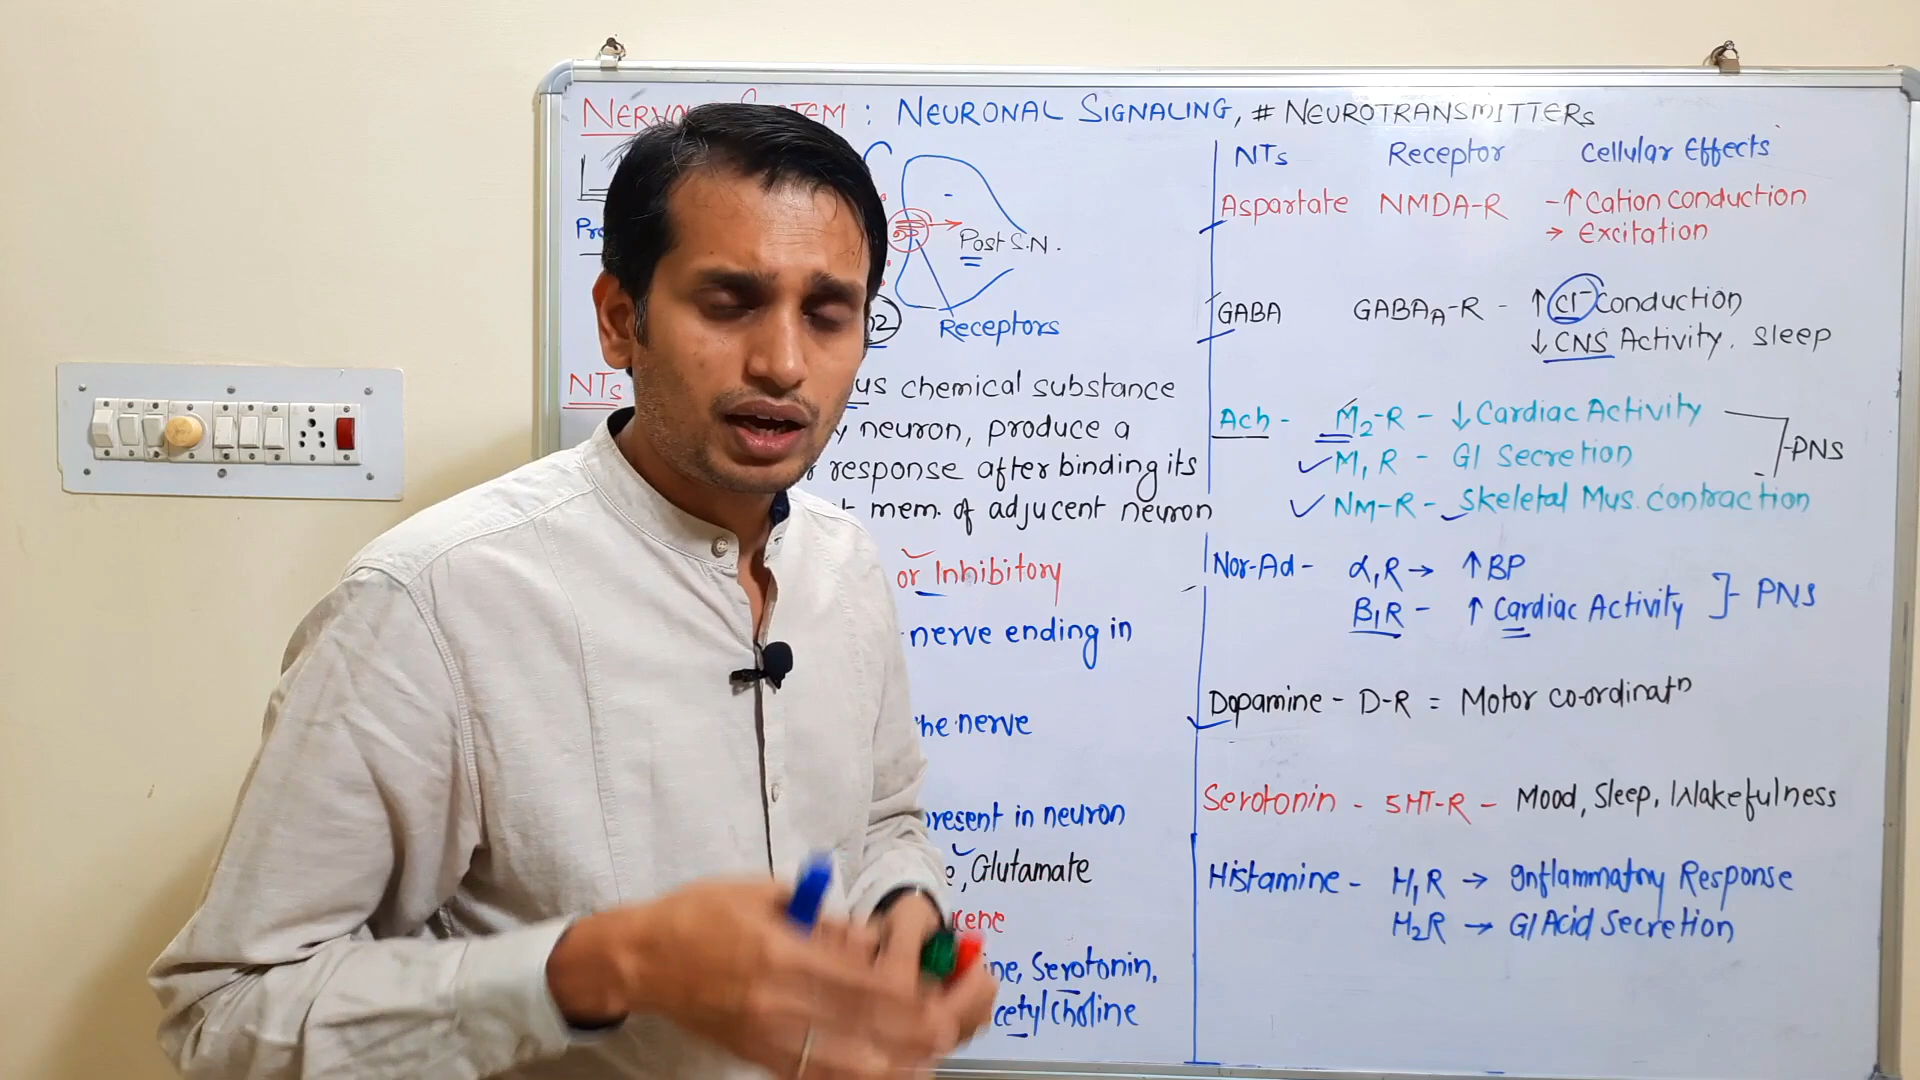 NERVOUS SYSTEM : NEURONAL SIGNALING, # NEUROTRANSMITTERS
Post S.N.
Receptors
NTs
chemical substance
neuron, produce a
response after binding its
mem. of adjucent neuron
or Inhibitory
nerve ending in
nerve
present in neuron
, Glutamate
Serotonin,
NTs Receptor Cellular Effects
Aspartate NMDA-R - ↑ Cation conduction
→ Excitation
GABA GABAA-R - ↑ Cl- conduction
↓ CNS Activity. Sleep
Ach - M2-R - ↓ Cardiac Activity
M1R - GI Secretion
PNS
NM-R - Skeletal Mus. contraction
Nor-Ad - α1R → ↑ BP
B1R - ↑ Cardiac Activity ]- PNS
Dopamine - D-R = Motor co-ordinatn
Serotonin - 5HT-R - Mood, Sleep, Wakefulness
Histamine - H1R → Inflammatory Response
H2R → GI Acid Secretion